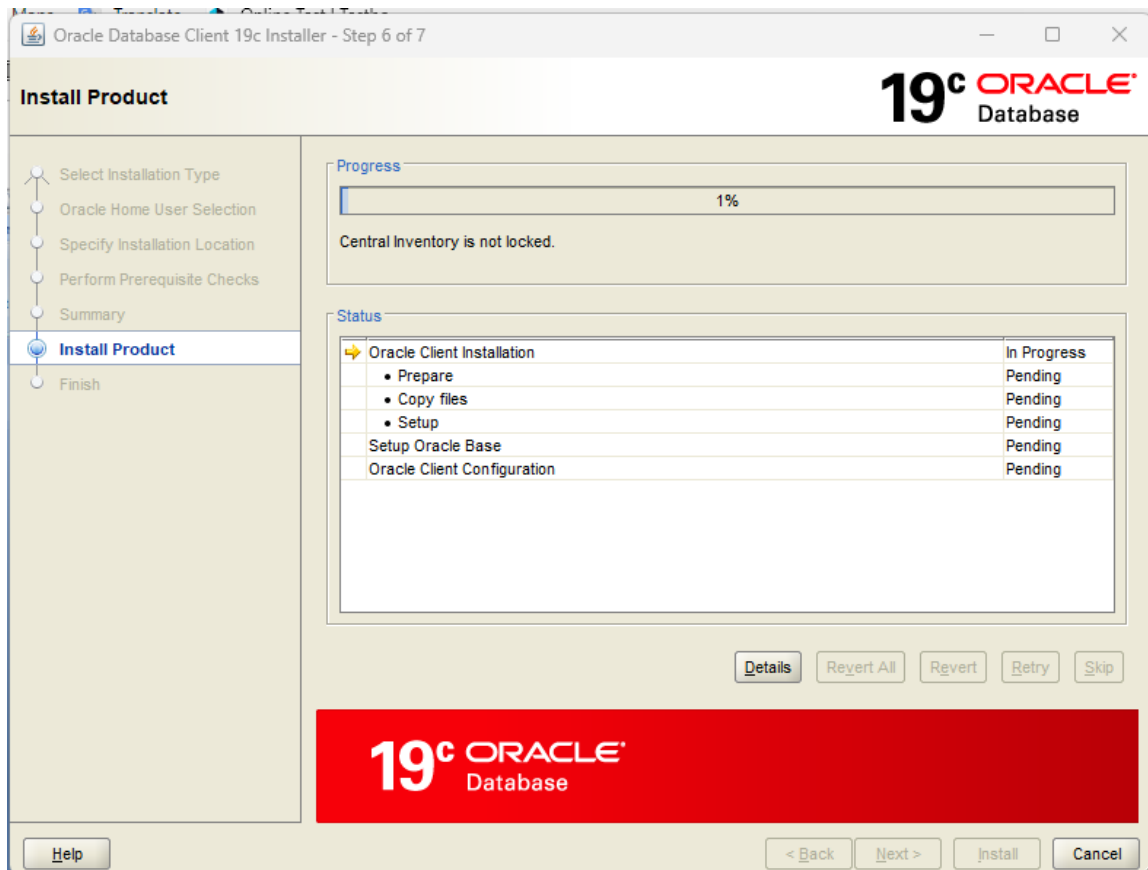 Oracle Database Client 19c Installer - Step 6 of 7
Install Product
19c ORACLE
Database
Select Installation Type
Oracle Home User Selection
Specify Installation Location
Perform Prerequisite Checks
Summary
Install Product
Finish
Progress
1%
Central Inventory is not locked.
Status
Oracle Client Installation In Progress
• Prepare Pending
• Copy files Pending
• Setup Pending
Setup Oracle Base Pending
Oracle Client Configuration Pending
Details Revert All Revert Retry Skip
19c ORACLE
Database
Help < Back Next > Install Cancel